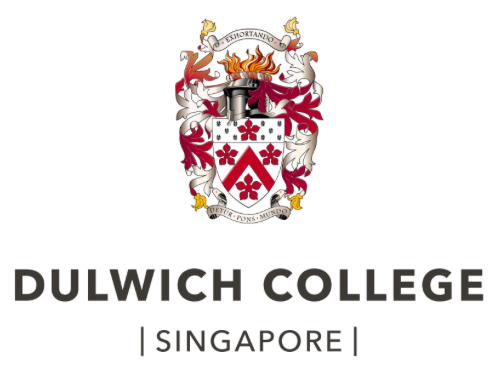 EXHORTANDO
DETUR · PONS · MUNDO
DULWICH COLLEGE
| SINGAPORE |